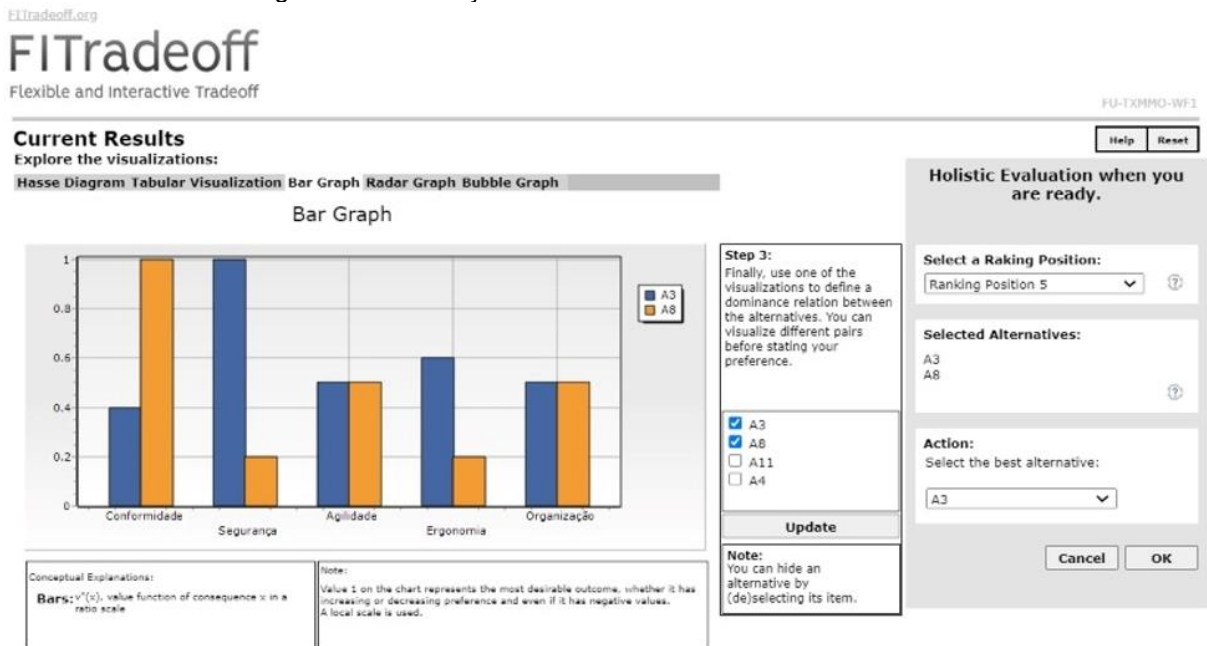 FITradeoff.org
FITradeoff
Flexible and Interactive Tradeoff
FU-TXMMO-WF1
Current Results
Help Reset
Explore the visualizations:
Hasse Diagram Tabular Visualization Bar Graph Radar Graph Bubble Graph
Bar Graph
1
0.8
0.6
0.4
0.2
0
Conformidade
Segurança
Agilidade
Ergonomia
Organização
A3
A8
Step 3:
Finally, use one of the
visualizations to define a
dominance relation between
the alternatives. You can
visualize different pairs
before stating your
preference.
A3
A8
A11
A4
Update
Note:
You can hide an
alternative by
(de)selecting its item.
Holistic Evaluation when you
are ready.
Select a Raking Position:
Ranking Position 5
Selected Alternatives:
A3
A8
Action:
Select the best alternative:
A3
Cancel OK
Conceptual Explanations:
Bars: v"(x), value function of consequence x in a
ratio scale
Note:
Value 1 on the chart represents the most desirable outcome, whether it has
increasing or decreasing preference and even if it has negative values.
A local scale is used.